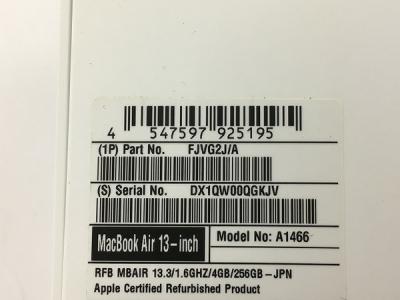 4 547597 925195
(1P) Part No. FJVG2J/A
(S) Serial No. DX1QW00QGKJV
MacBook Air 13-inch
Model No: A1466
RFB MBAIR 13.3/1.6GHZ/4GB/256GB-JPN
Apple Certified Refurbished Product